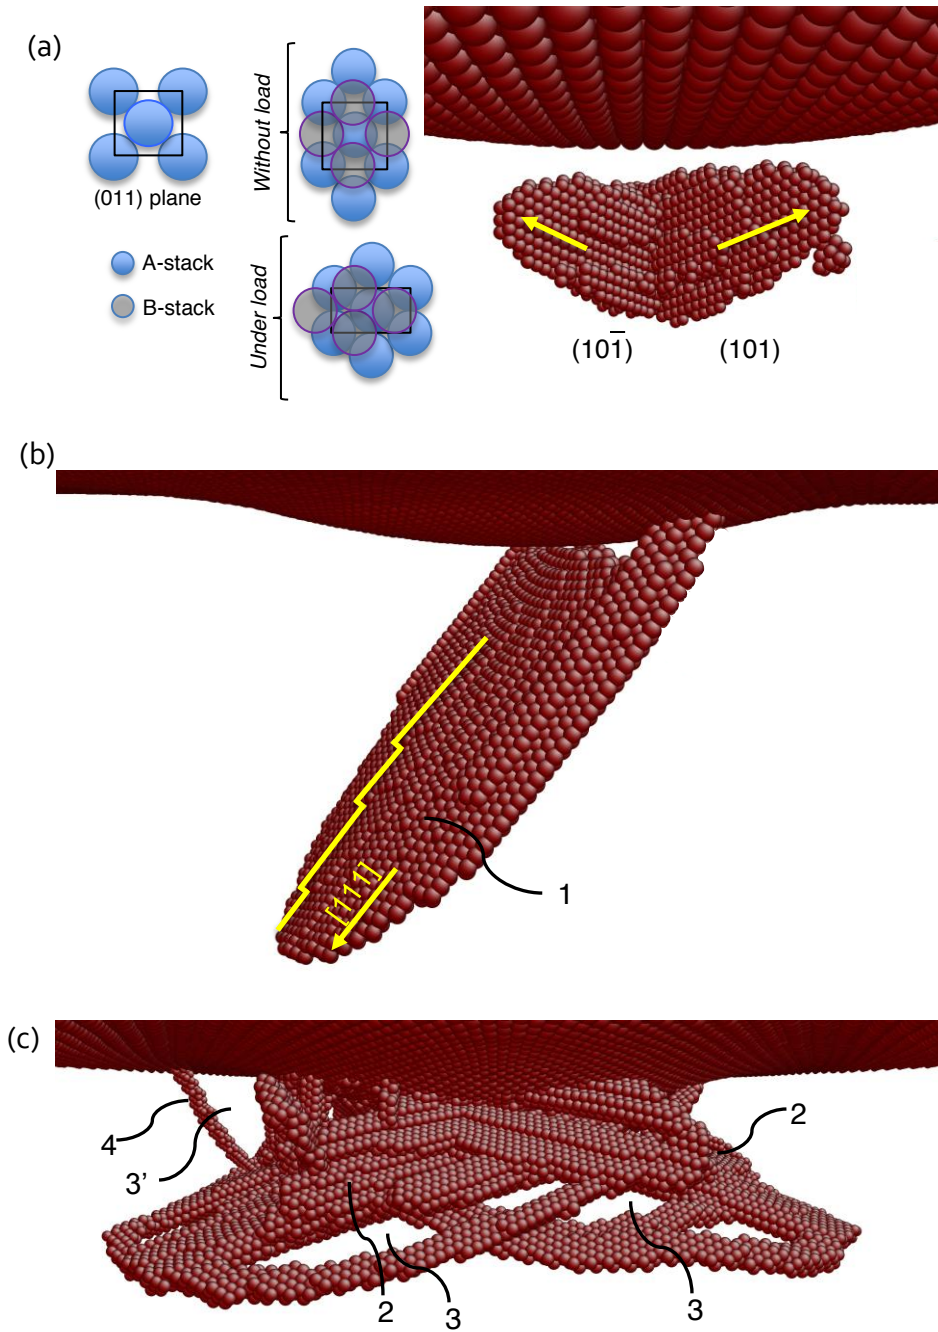 (a)
(011) plane
A-stack
B-stack
Without load
Under load
(101̅)
(101)
(b)
[111]
1
(c)
4
3’
2
2
3
3